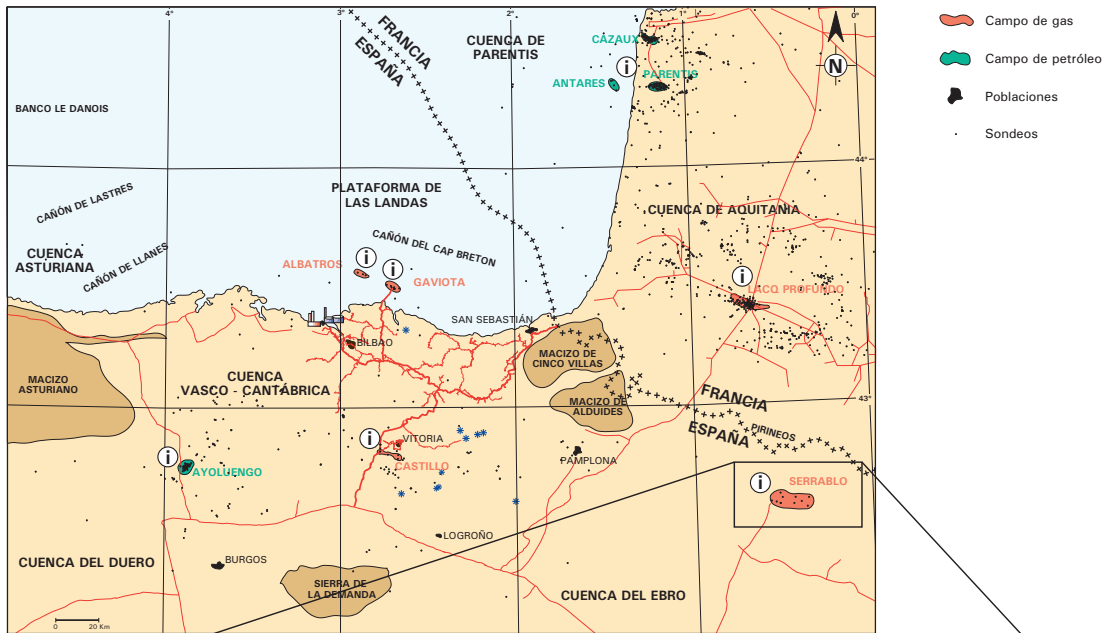 4°
3°
2°
1°
0°
FRANCIA
ESPAÑA
CUENCA DE
PARENTIS
CAZAUX
i
ANTARES
PARENTIS
N
BANCO LE DANOIS
44°
CAÑÓN DE LASTRES
PLATAFORMA DE
LAS LANDAS
CUENCA DE AQUITANIA
CUENCA
ASTURIANA
CAÑÓN DE LLANES
CAÑÓN DEL CAP BRETON
ALBATROS
i
i
GAVIOTA
i
LACQ PROFUNDO
SAN SEBASTIÁN
BILBAO
MACIZO DE
CINCO VILLAS
MACIZO
ASTURIANO
CUENCA
VASCO - CANTÁBRICA
MACIZO DE
ALDUIDES
43°
FRANCIA
ESPAÑA
PIRINEOS
i
VITORIA
CASTILLO
i
AYOLUENGO
PAMPLONA
i
SERRABLO
LOGROÑO
CUENCA DEL DUERO
BURGOS
SIERRA DE
LA DEMANDA
CUENCA DEL EBRO
0 20 Km
Campo de gas
Campo de petróleo
Poblaciones
Sondeos